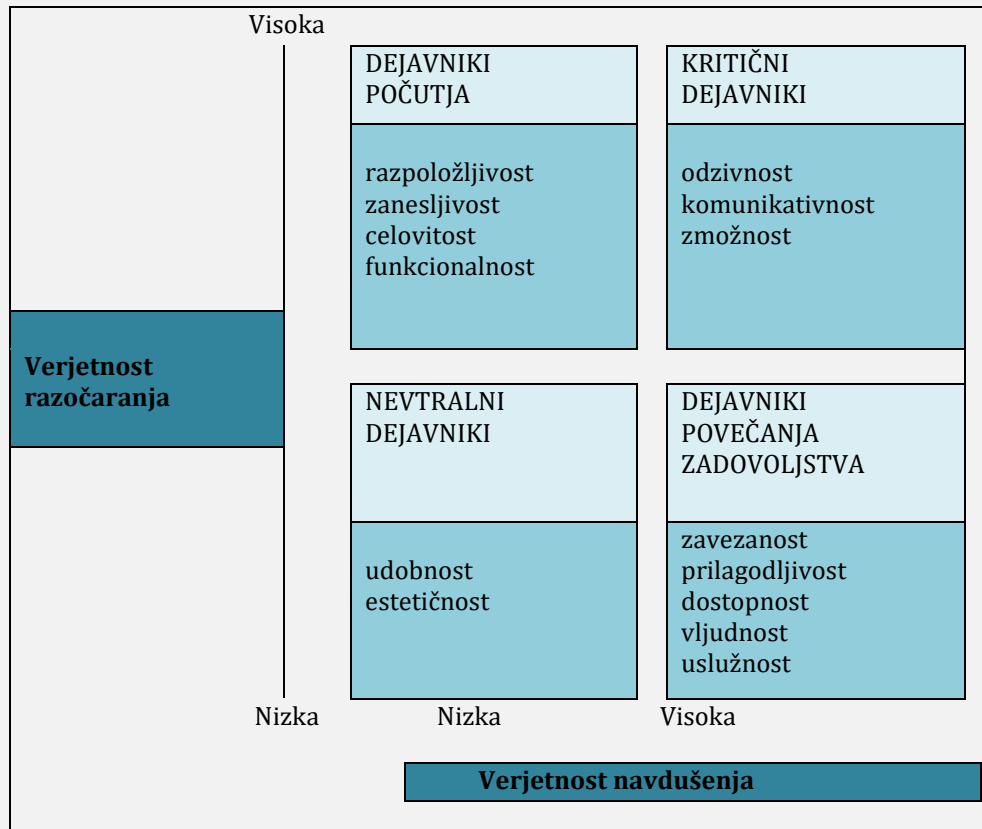 Visoka
DEJAVNIKI
POČUTJA
razpoložljivost
zanesljivost
celovitost
funkcionalnost
KRITIČNI
DEJAVNIKI
odzivnost
komunikativnost
zmožnost
Verjetnost
razočaranja
NEVTRALNI
DEJAVNIKI
udobnost
estetičnost
DEJAVNIKI
POVEČANJA
ZADOVOLJSTVA
zavezanost
prilagodljivost
dostopnost
vljudnost
uslužnost
Nizka
Nizka
Visoka
Verjetnost navdušenja